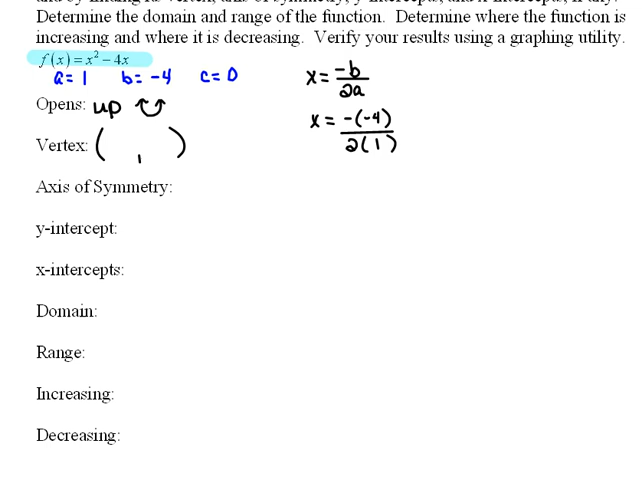 Determine the domain and range of the function. Determine where the function is
increasing and where it is decreasing. Verify your results using a graphing utility.
f(x) = x² − 4x
a = 1 b = -4 c = 0
x = -b/2a
Opens: up
x = -(-4)/2(1)
Vertex: ( , )
Axis of Symmetry:
y-intercept:
x-intercepts:
Domain:
Range:
Increasing:
Decreasing: